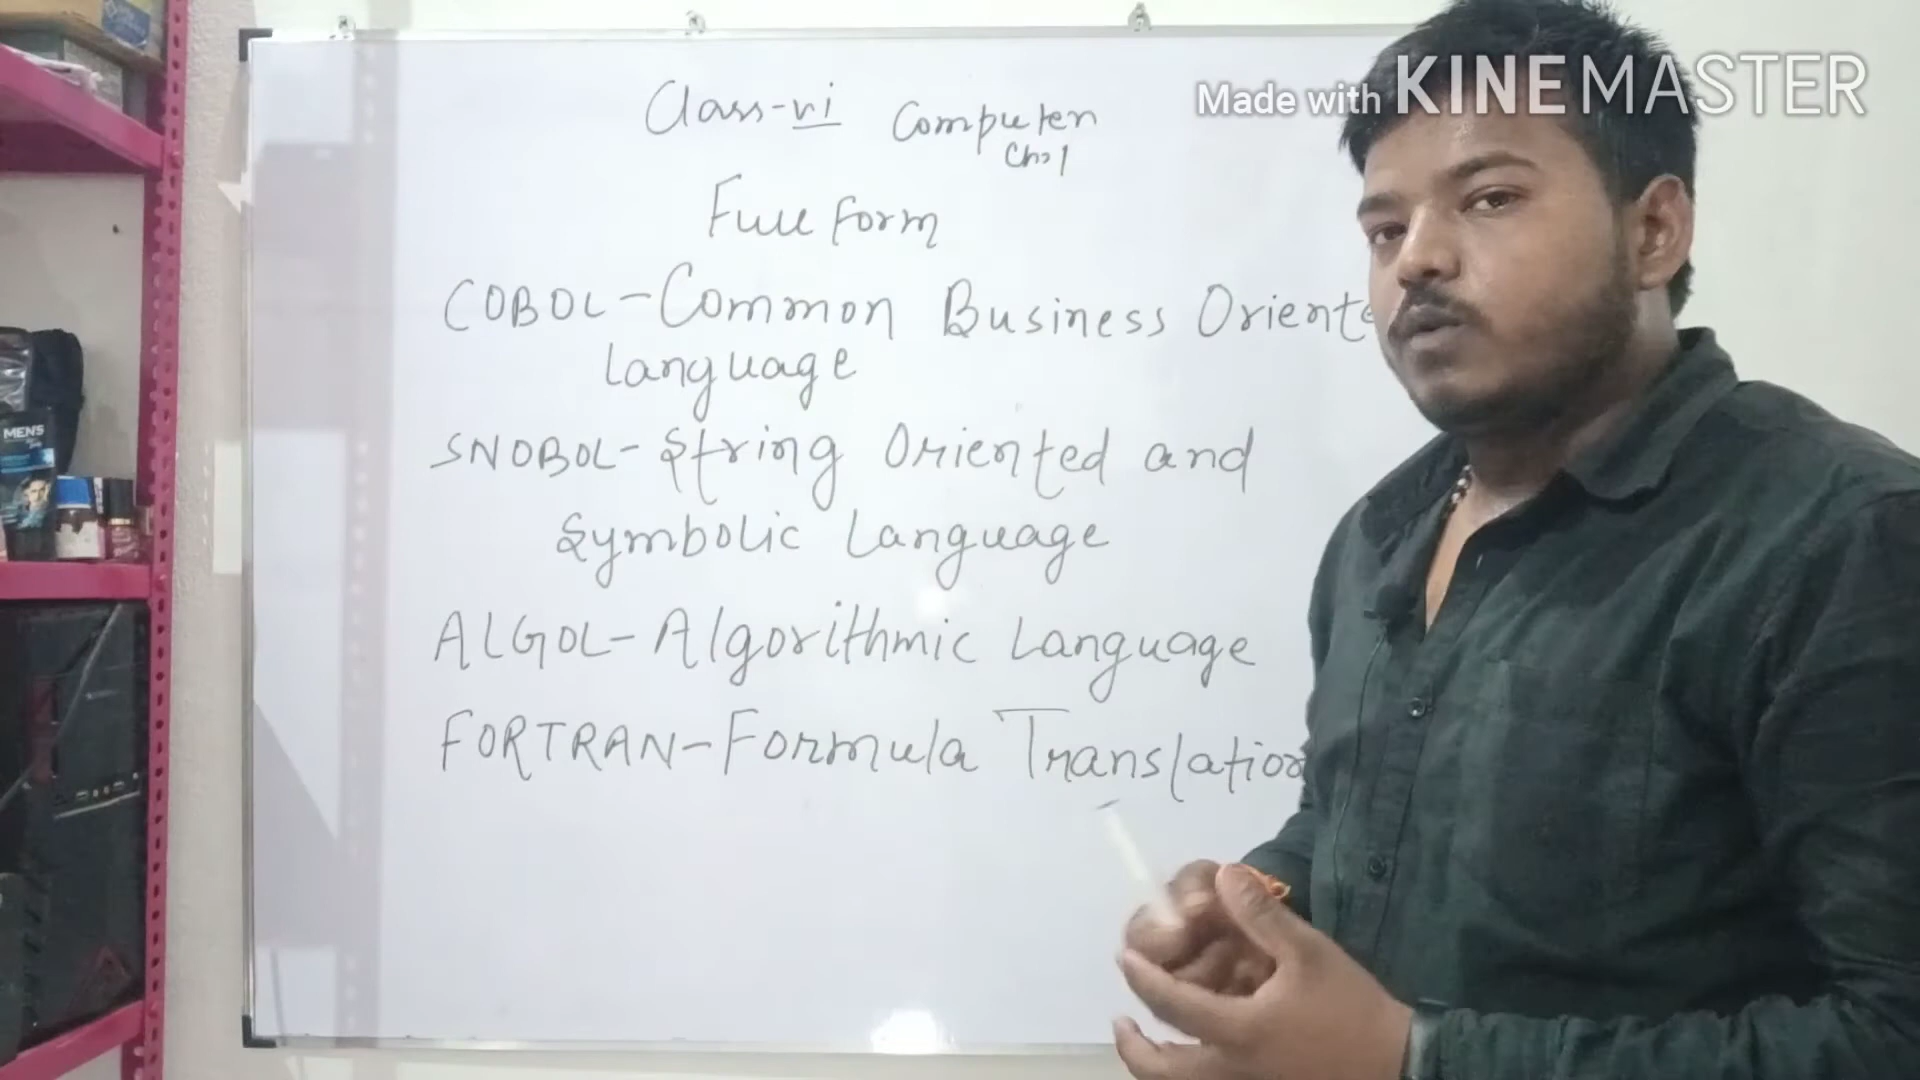 Class-vi Computer
Ch-1
Full Form
COBOL-Common Business Oriente
Language
SNOBOL-String Oriented and
Symbolic Language
ALGOL-Algorithmic Language
FORTRAN-Formula Translation
Made with KINEMASTER
MEN'S